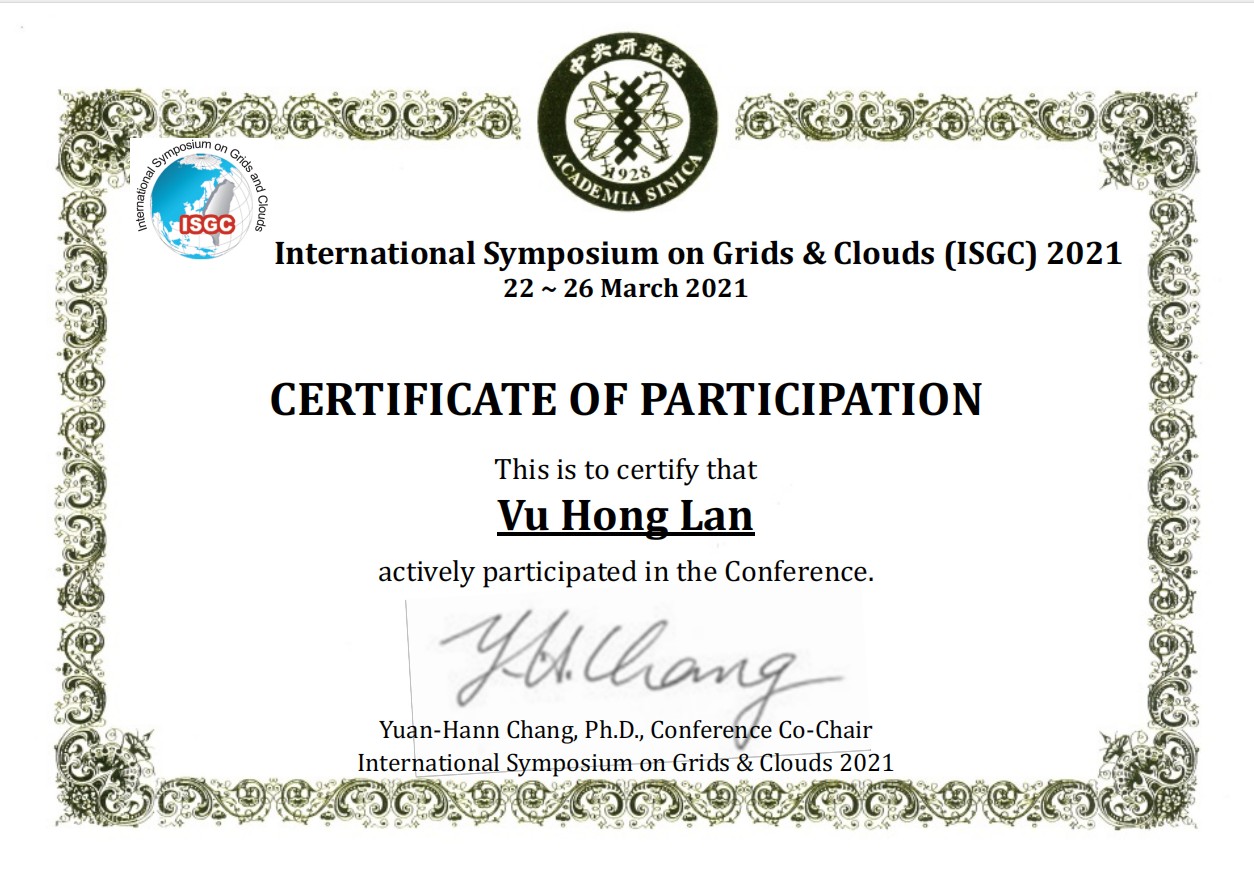 中央研究院
1928
ACADEMIA SINICA
International Symposium on Grids and Clouds
ISGC
International Symposium on Grids & Clouds (ISGC) 2021
22 ~ 26 March 2021
CERTIFICATE OF PARTICIPATION
This is to certify that
Vu Hong Lan
actively participated in the Conference.
Y.H.Chang
Yuan-Hann Chang, Ph.D., Conference Co-Chair
International Symposium on Grids & Clouds 2021